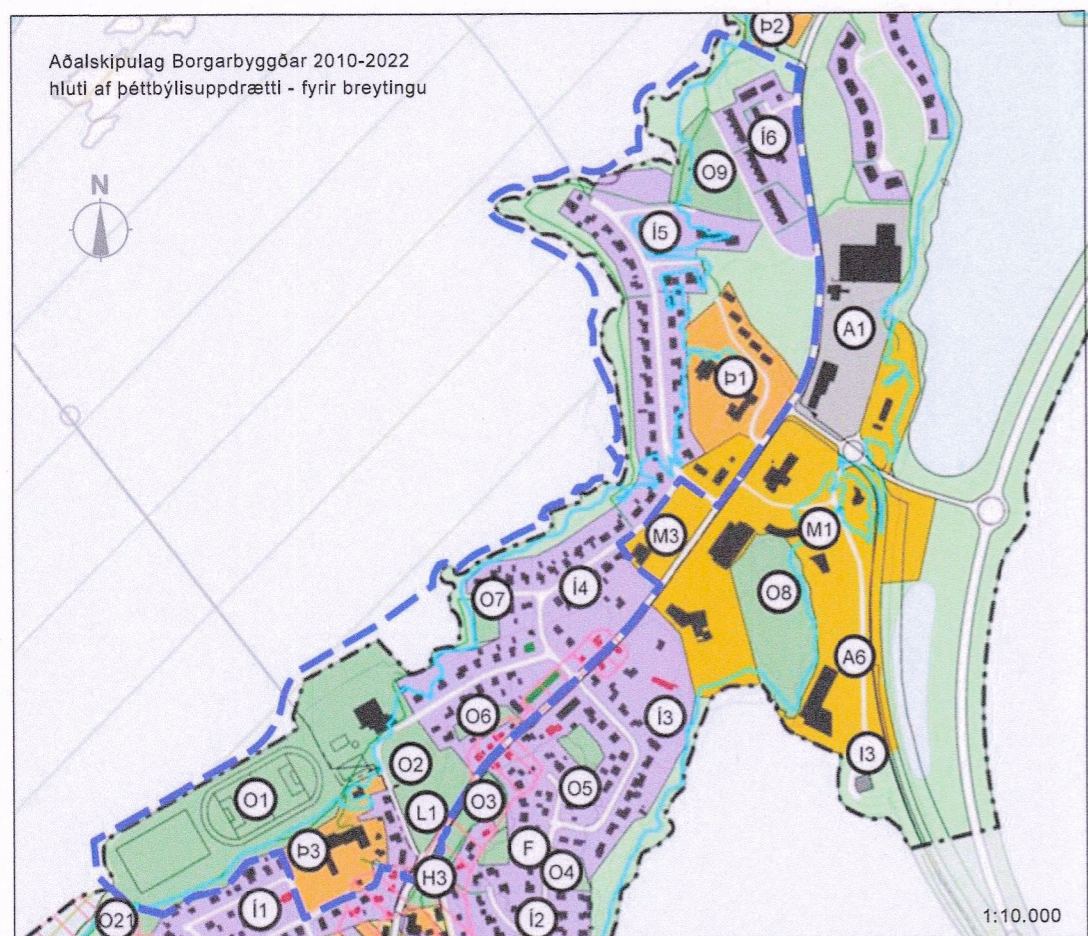 Aðalskipulag Borgarbyggðar 2010-2022
hluti af þéttbýlisuppdrætti - fyrir breytingu
Þ2
N
Í6
O9
Í5
A1
Þ1
M3
M1
O7
Í4
O8
A6
O6
Í3
I3
O2
O1
O5
O3
L1
Þ3
F
O4
H3
Í1
O21
Í2
1:10.000